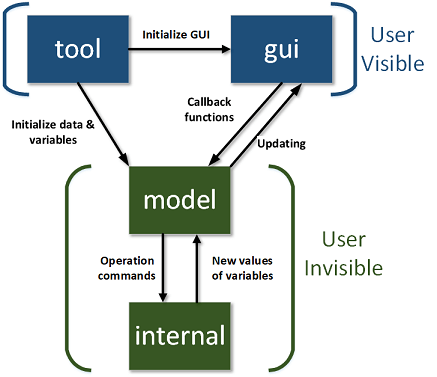 Initialize GUI
tool
gui
User
Visible
Callback
functions
Initialize data &
variables
Updating
model
User
Invisible
Operation
commands
New values
of variables
internal